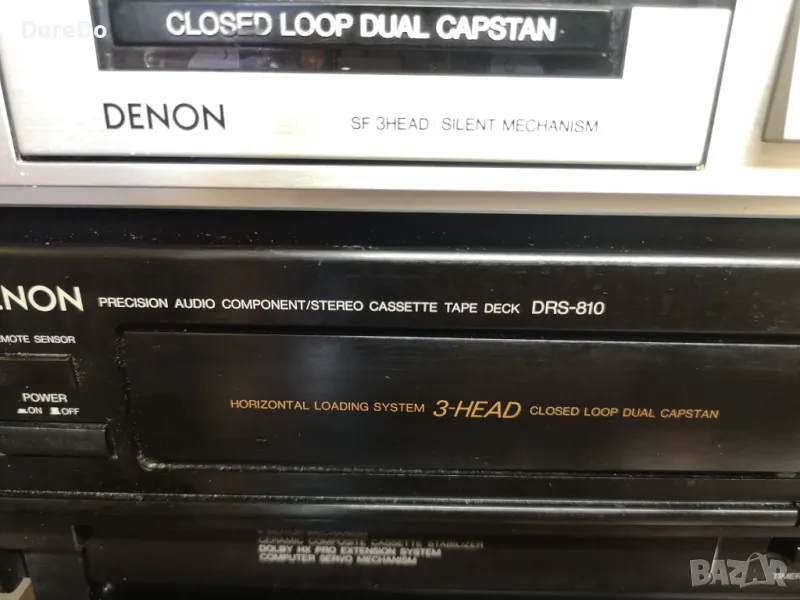 DoreDo
CLOSED LOOP DUAL CAPSTAN
DENON
SF 3HEAD / SILENT MECHANISM
ENON PRECISION AUDIO COMPONENT/STEREO CASSETTE TAPE DECK DRS-810
EMOTE SENSOR
POWER
ON OFF
HORIZONTAL LOADING SYSTEM 3-HEAD CLOSED LOOP DUAL CAPSTAN
CERAMIC COMPOSITE CASSETTE STABILIZER
DOLBY HX PRO EXTENSION SYSTEM
COMPUTER SERVO MECHANISM
BAZAR
TIMER